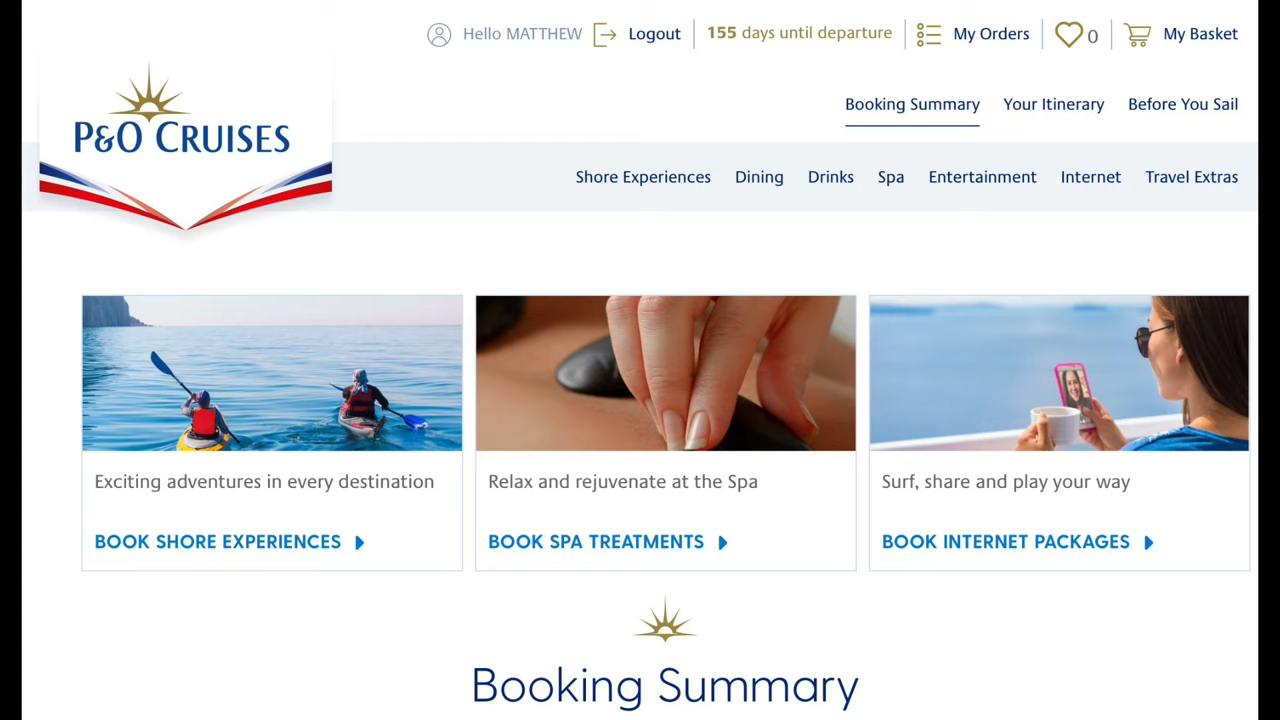 Hello MATTHEW Logout 155 days until departure My Orders 0 My Basket
P&O CRUISES
Booking Summary Your Itinerary Before You Sail
Shore Experiences Dining Drinks Spa Entertainment Internet Travel Extras
Exciting adventures in every destination
BOOK SHORE EXPERIENCES
Relax and rejuvenate at the Spa
BOOK SPA TREATMENTS
Surf, share and play your way
BOOK INTERNET PACKAGES
Booking Summary